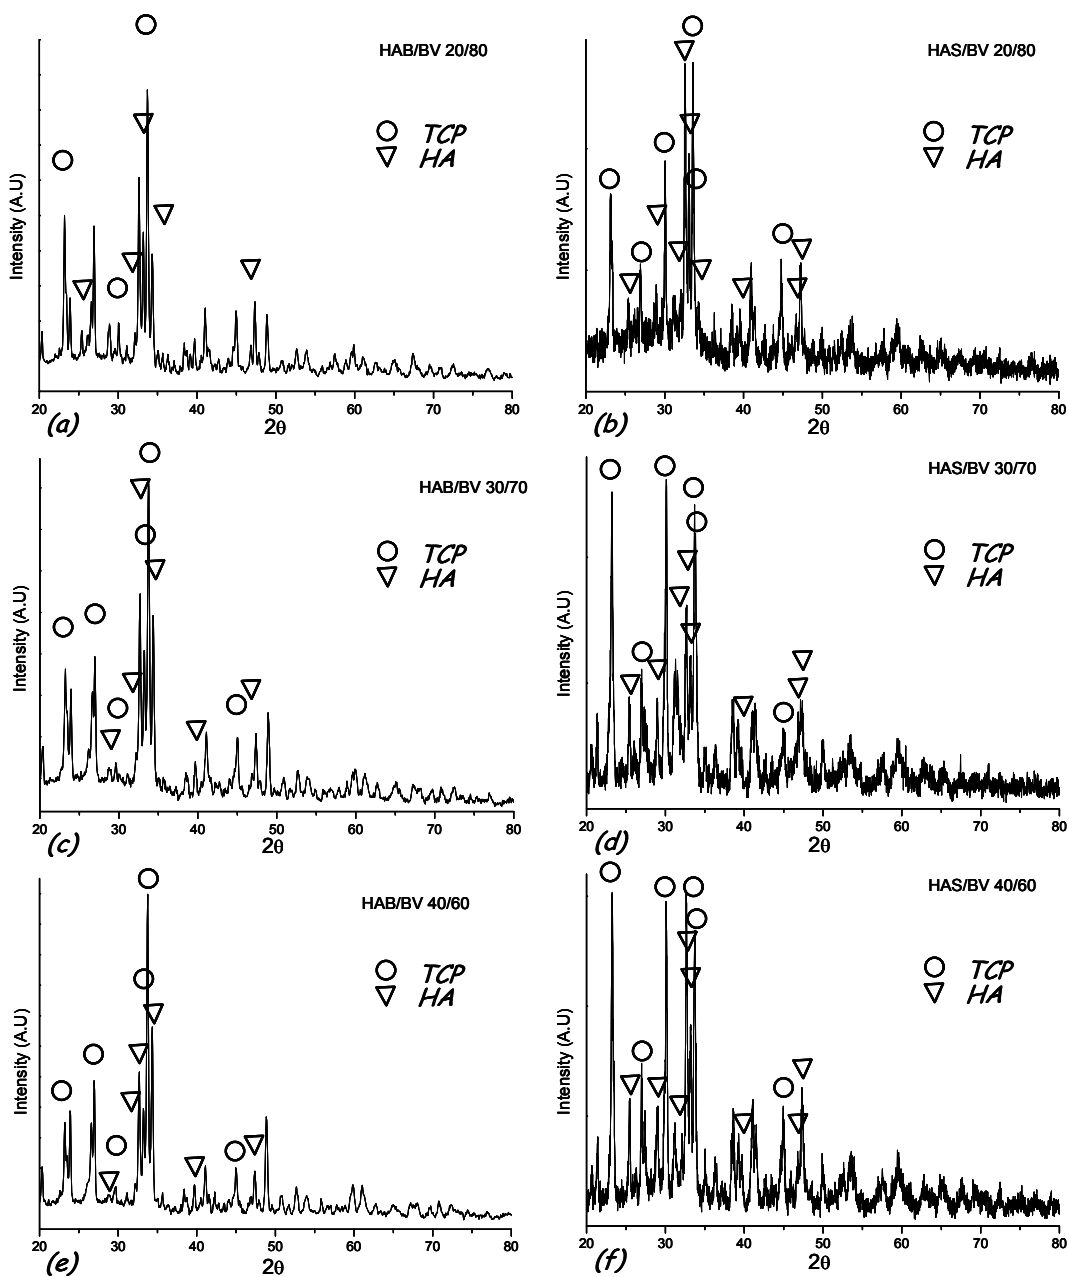 HAB/BV 20/80
TCP
HA
Intensity (A.U)
20 30 40 50 60 70 80
(a)
2θ
HAS/BV 20/80
TCP
HA
Intensity (A.U)
20 30 40 50 60 70 80
(b)
2θ
HAB/BV 30/70
TCP
HA
Intensity (A.U)
20 30 40 50 60 70 80
(c)
2θ
HAS/BV 30/70
TCP
HA
Intensity (A.U)
20 30 40 50 60 70 80
(d)
2θ
HAB/BV 40/60
TCP
HA
Intensity (A.U)
20 30 40 50 60 70 80
(e)
2θ
HAS/BV 40/60
TCP
HA
Intensity (A.U)
20 30 40 50 60 70 80
(f)
2θ